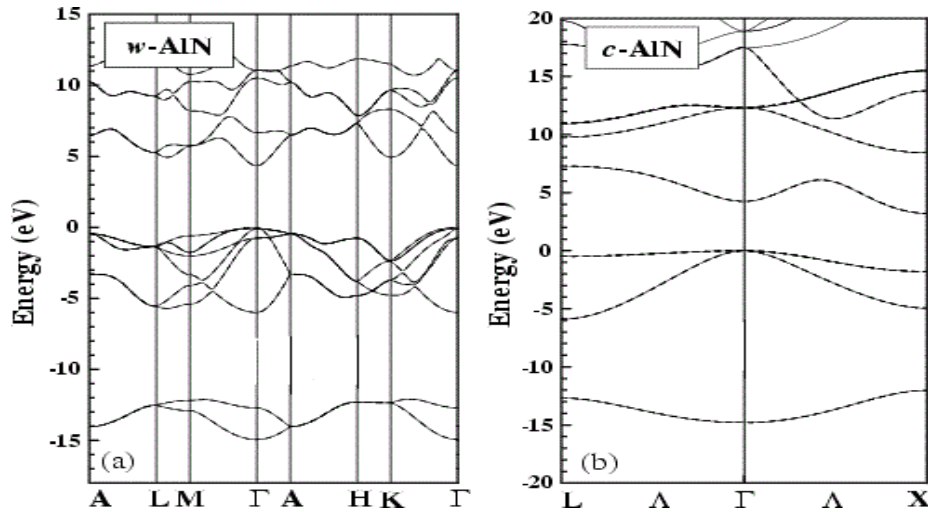 w-AlN
Energy (eV)
15
10
5
0
-5
-10
-15
(a)
A L M Γ A H K Γ
c-AlN
Energy (eV)
20
15
10
5
0
-5
-10
-15
-20
(b)
L Λ Γ Λ X